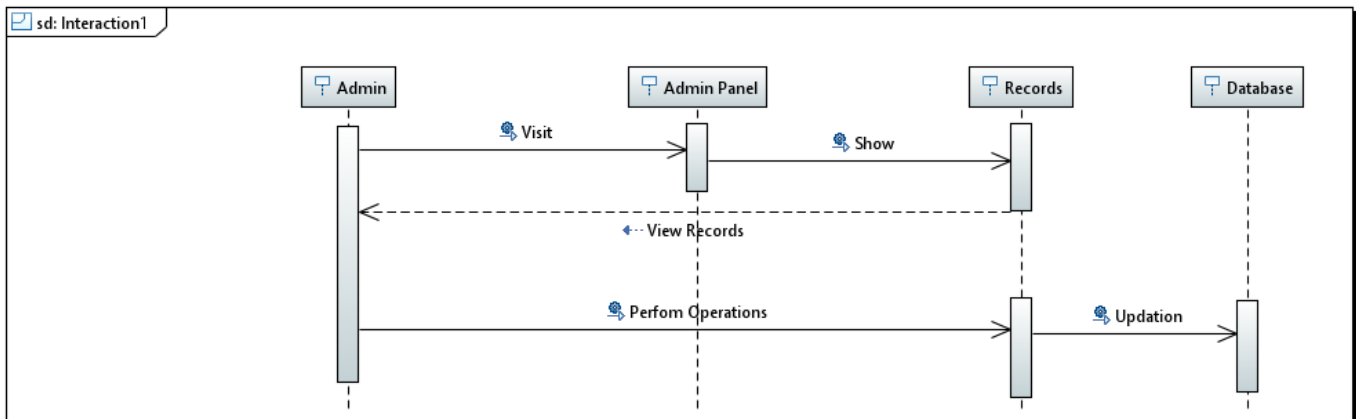 sd: Interaction1
Admin
Admin Panel
Records
Database
Visit
Show
View Records
Perfom Operations
Updation